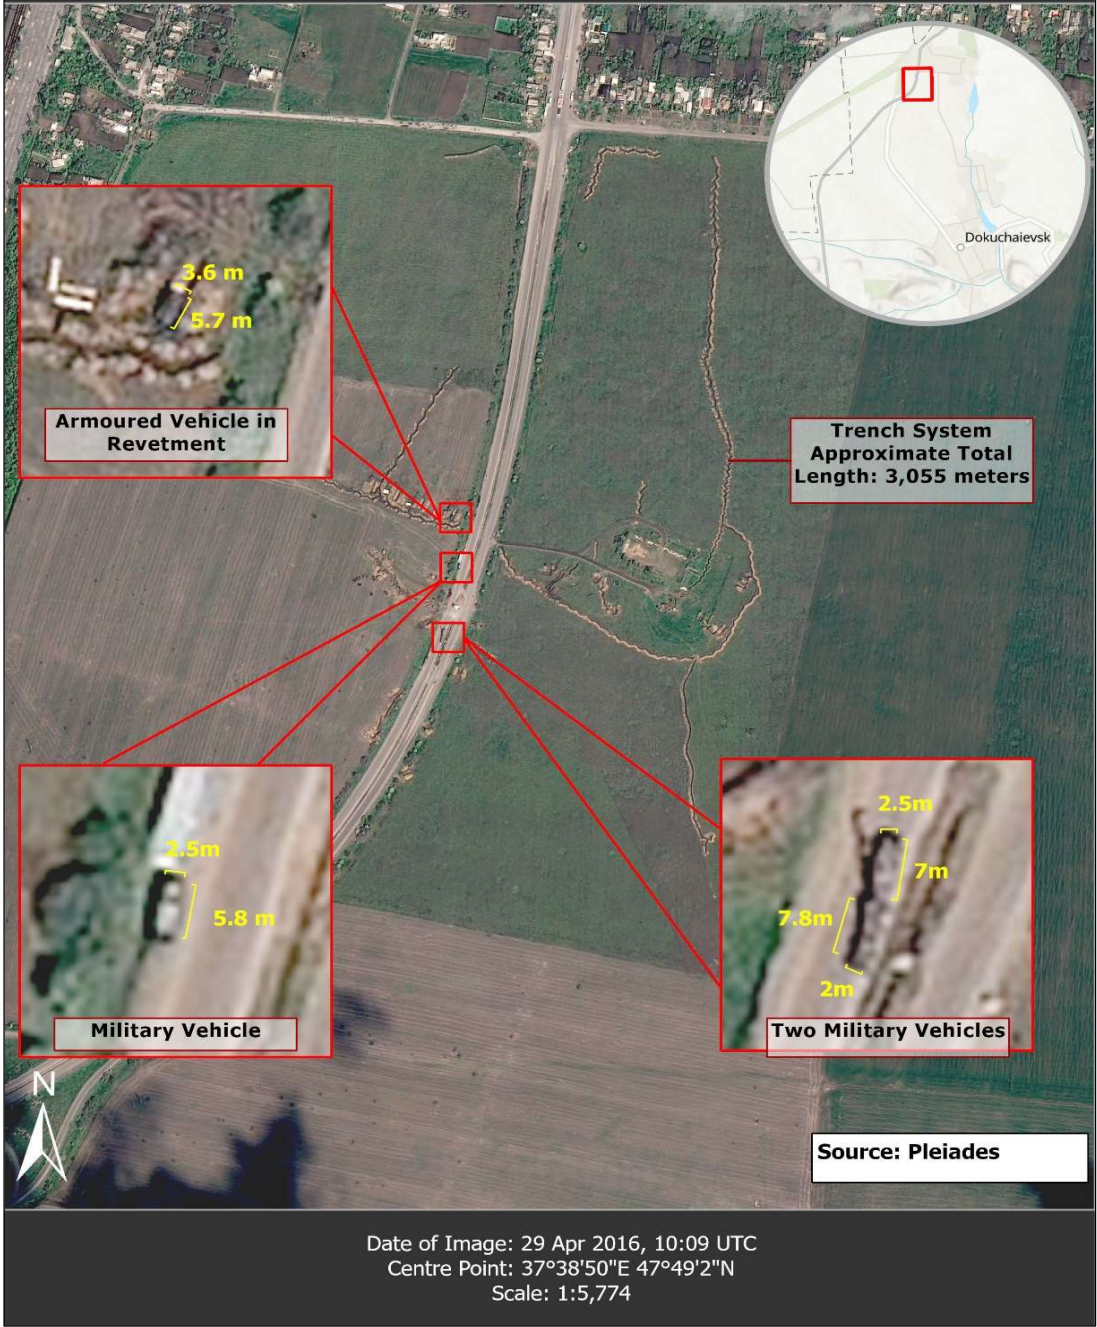 Dokuchaievsk
3.6 m
5.7 m
Armoured Vehicle in
Revetment
Trench System
Approximate Total
Length: 3,055 meters
2.5m
5.8 m
Military Vehicle
2.5m
7m
7.8m
2m
Two Military Vehicles
N
Source: Pleiades
Date of Image: 29 Apr 2016, 10:09 UTC
Centre Point: 37°38'50"E 47°49'2"N
Scale: 1:5,774